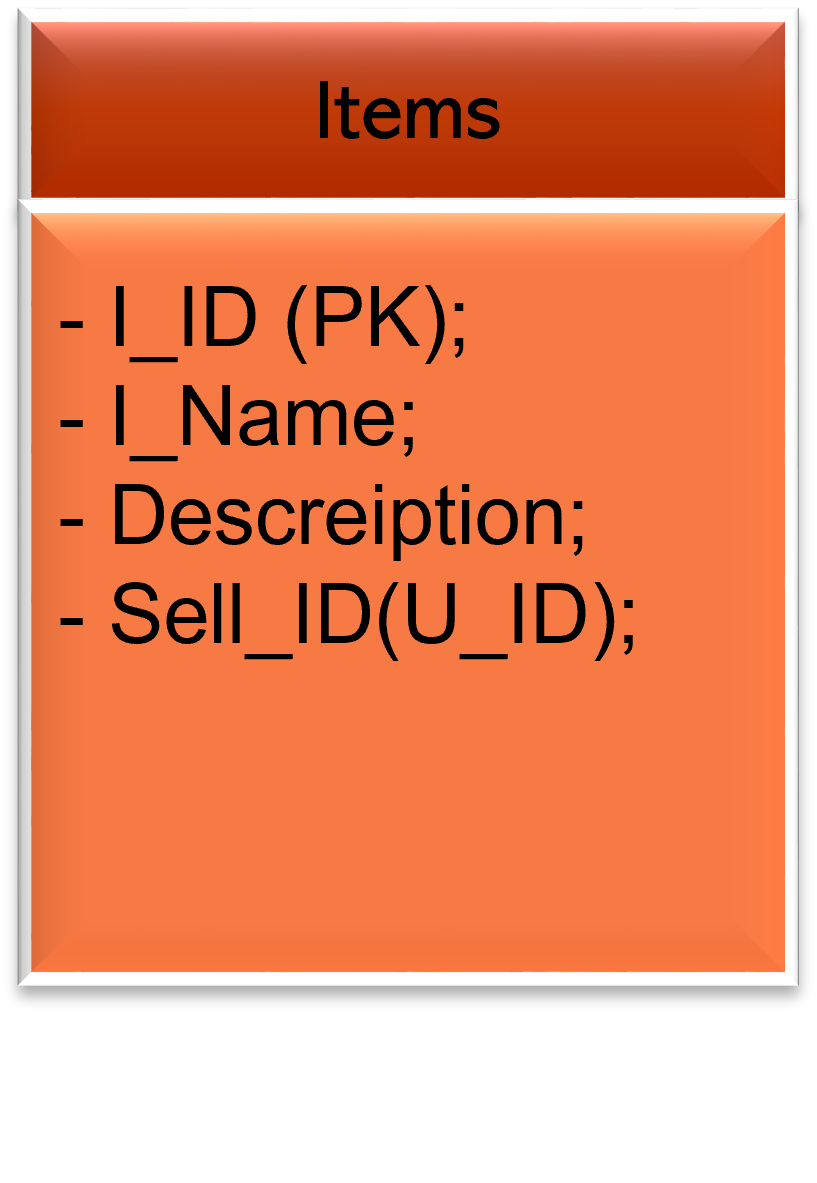 Items
- I_ID (PK);
- I_Name;
- Descreiption;
- Sell_ID(U_ID);